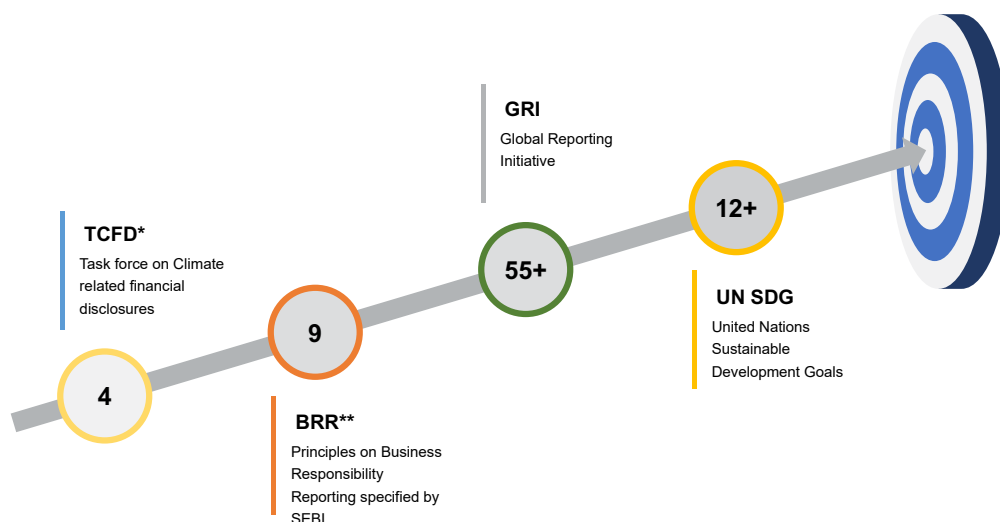 GRI
Global Reporting
Initiative
12+
TCFD*
Task force on Climate
related financial
disclosures
55+
UN SDG
United Nations
Sustainable
Development Goals
9
4
BRR**
Principles on Business
Responsibility
Reporting specified by
SEBI